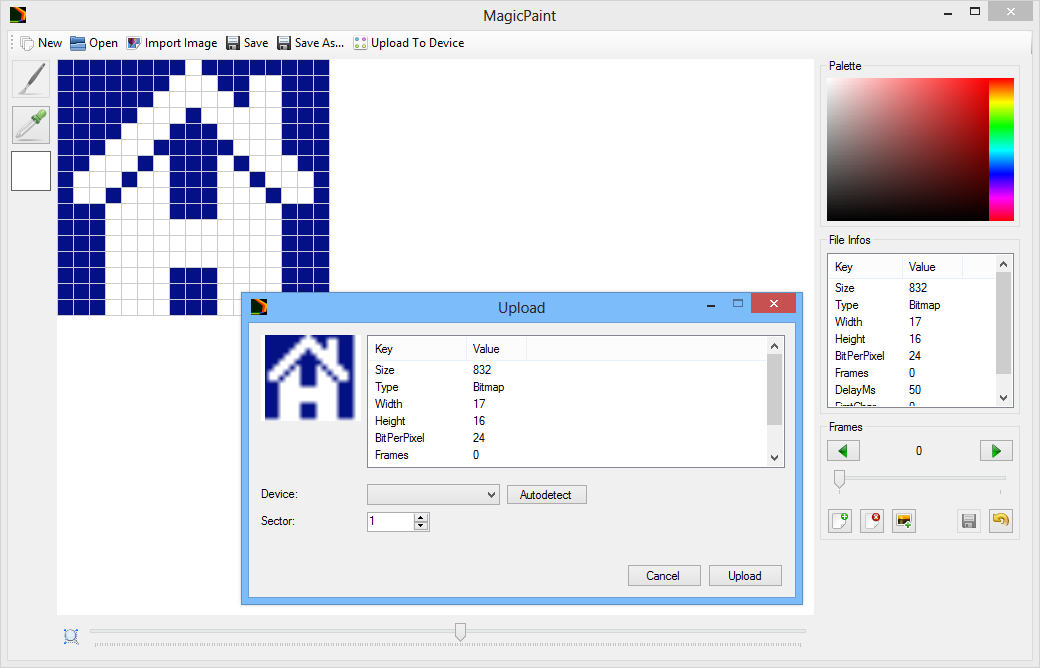 MagicPaint
New Open Import Image Save Save As... Upload To Device
Palette
File Infos
Key Value
Size 832
Type Bitmap
Width 17
Height 16
BitPerPixel 24
Frames 0
DelayMs 50
FirstChar 0
Frames
0
Upload
Key Value
Size 832
Type Bitmap
Width 17
Height 16
BitPerPixel 24
Frames 0
Device:
Autodetect
Sector:
1
Cancel Upload